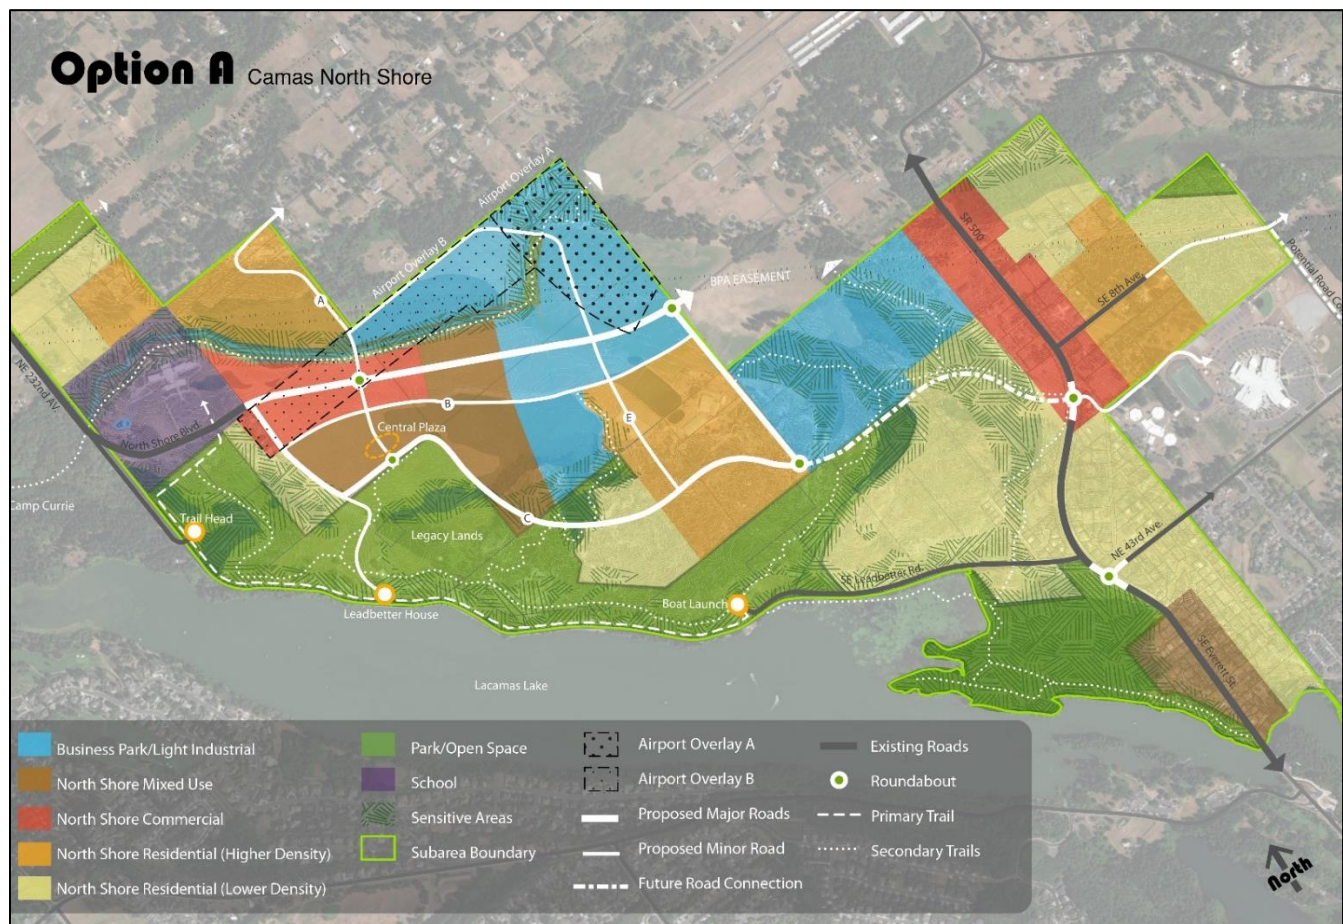 Option A Camas North Shore
Airport Overlay A
Airport Overlay B
SR 500
BPA EASEMENT
SE 8th Ave.
Potential Road
A
NE 232nd AV.
North Shore Blvd.
B
E
Central Plaza
Camp Currie
Trail Head
Legacy Lands
C
NE 43rd Ave.
SE Leadbetter Rd.
Leadbetter House
Boat Launch
SE Everett St.
Lacamas Lake
Business Park/Light Industrial
North Shore Mixed Use
North Shore Commercial
North Shore Residential (Higher Density)
North Shore Residential (Lower Density)
Park/Open Space
School
Sensitive Areas
Subarea Boundary
Airport Overlay A
Airport Overlay B
Proposed Major Roads
Proposed Minor Road
Future Road Connection
Existing Roads
Roundabout
Primary Trail
Secondary Trails
North